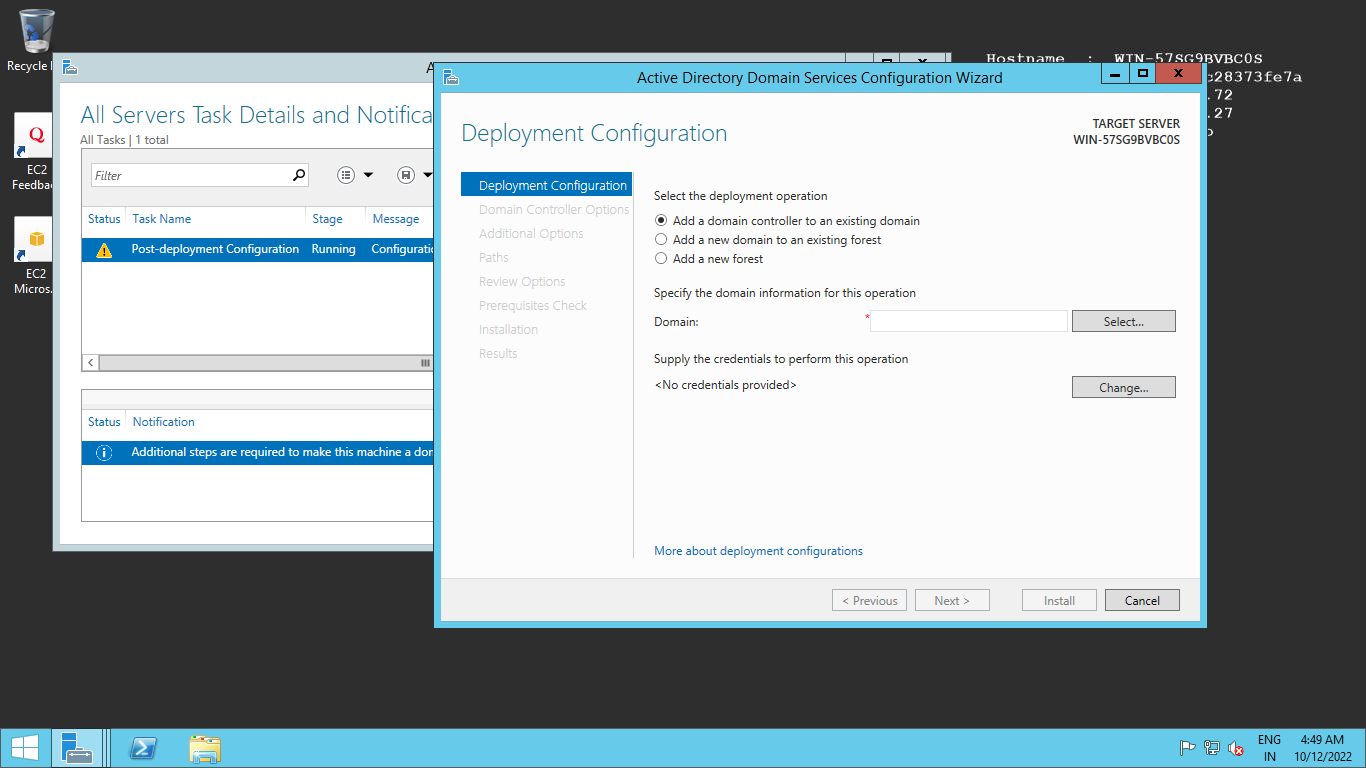 Recycle
EC2
Feedbac
EC2
Micros.
Hostname : WIN-57SG9BVBC0S
c28373fe7a
.72
.27
All Servers Task Details and Notifica
All Tasks | 1 total
Filter
Status Task Name Stage Message
Post-deployment Configuration Running Configuratio
Status Notification
Additional steps are required to make this machine a dom
Active Directory Domain Services Configuration Wizard
Deployment Configuration
TARGET SERVER
WIN-57SG9BVBC0S
Deployment Configuration
Domain Controller Options
Additional Options
Paths
Review Options
Prerequisites Check
Installation
Results
Select the deployment operation
Add a domain controller to an existing domain
Add a new domain to an existing forest
Add a new forest
Specify the domain information for this operation
Domain: *
Select...
Supply the credentials to perform this operation
<No credentials provided>
Change...
More about deployment configurations
< Previous Next > Install Cancel
ENG 4:49 AM
IN 10/12/2022